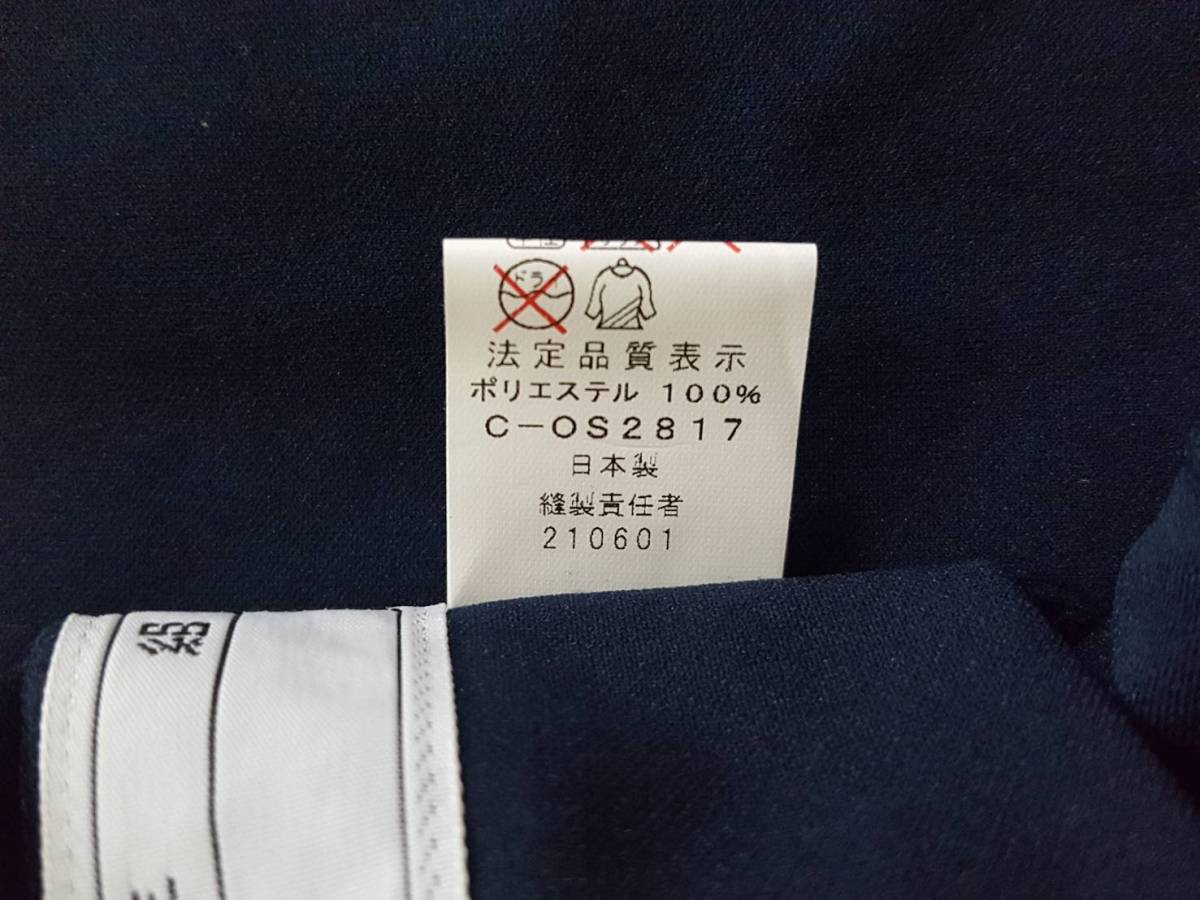 ドライ
法定品質表示
ポリエステル 100%
C-OS2817
日本製
縫製責任者
210601
組